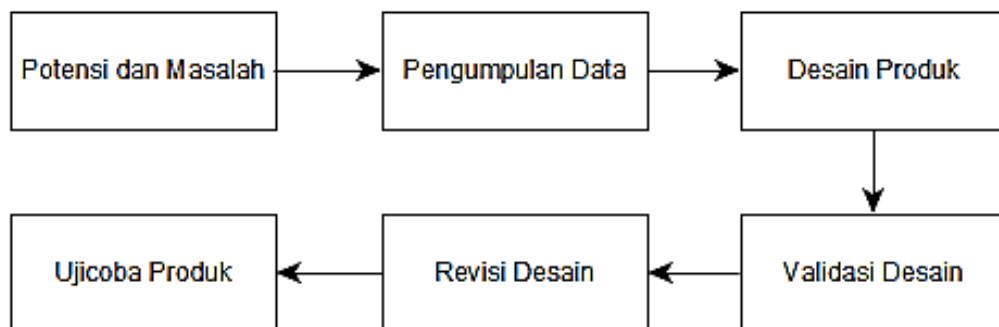 Potensi dan Masalah
Pengumpulan Data
Desain Produk
Validasi Desain
Revisi Desain
Ujicoba Produk